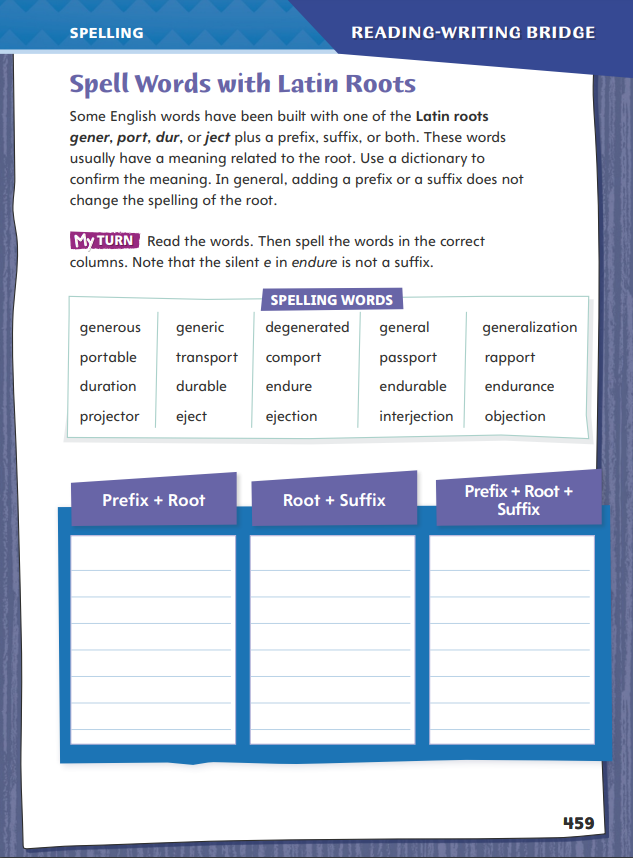 SPELLING
READING-WRITING BRIDGE
Spell Words with Latin Roots
Some English words have been built with one of the Latin roots
gener, port, dur, or ject plus a prefix, suffix, or both. These words
usually have a meaning related to the root. Use a dictionary to
confirm the meaning. In general, adding a prefix or a suffix does not
change the spelling of the root.
My TURN Read the words. Then spell the words in the correct
columns. Note that the silent e in endure is not a suffix.
SPELLING WORDS
generous generic degenerated general generalization
portable transport comport passport rapport
duration durable endure endurable endurance
projector eject ejection interjection objection
Prefix + Root
Root + Suffix
Prefix + Root +
Suffix
459